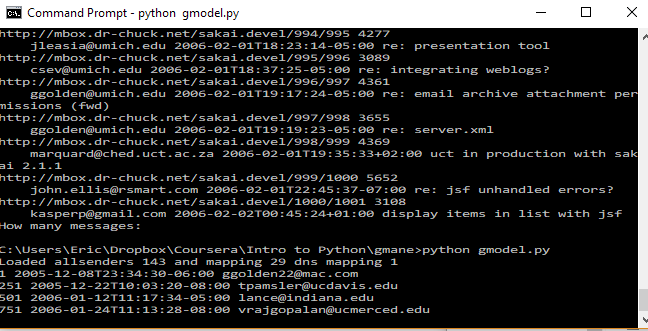 Command Prompt - python  gmodel.py
http://mbox.dr-chuck.net/sakai.devel/994/995 4277
    jleasia@umich.edu 2006-02-01T18:23:14-05:00 re: presentation tool
http://mbox.dr-chuck.net/sakai.devel/995/996 3089
    csev@umich.edu 2006-02-01T18:37:25-05:00 re: integrating weblogs?
http://mbox.dr-chuck.net/sakai.devel/996/997 4361
    ggolden@umich.edu 2006-02-01T19:17:24-05:00 re: email archive attachment per
missions (fwd)
http://mbox.dr-chuck.net/sakai.devel/997/998 3655
    ggolden@umich.edu 2006-02-01T19:19:23-05:00 re: server.xml
http://mbox.dr-chuck.net/sakai.devel/998/999 4369
    marquard@ched.uct.ac.za 2006-02-01T19:35:33+02:00 uct in production with sak
ai 2.1.1
http://mbox.dr-chuck.net/sakai.devel/999/1000 5652
    john.ellis@rsmart.com 2006-02-01T22:45:37-07:00 re: jsf unhandled errors?
http://mbox.dr-chuck.net/sakai.devel/1000/1001 3108
    kasperp@gmail.com 2006-02-02T00:45:24+01:00 display items in list with jsf
How many messages:
C:\Users\Eric\Dropbox\Coursera\Intro to Python\gmane>python gmodel.py
Loaded allsenders 143 and mapping 29 dns mapping 1
1 2005-12-08T23:34:30-06:00 ggolden22@mac.com
251 2005-12-22T10:03:20-08:00 tpamsler@ucdavis.edu
501 2006-01-12T11:17:34-05:00 lance@indiana.edu
751 2006-01-24T11:13:28-08:00 vrajgopalan@ucmerced.edu